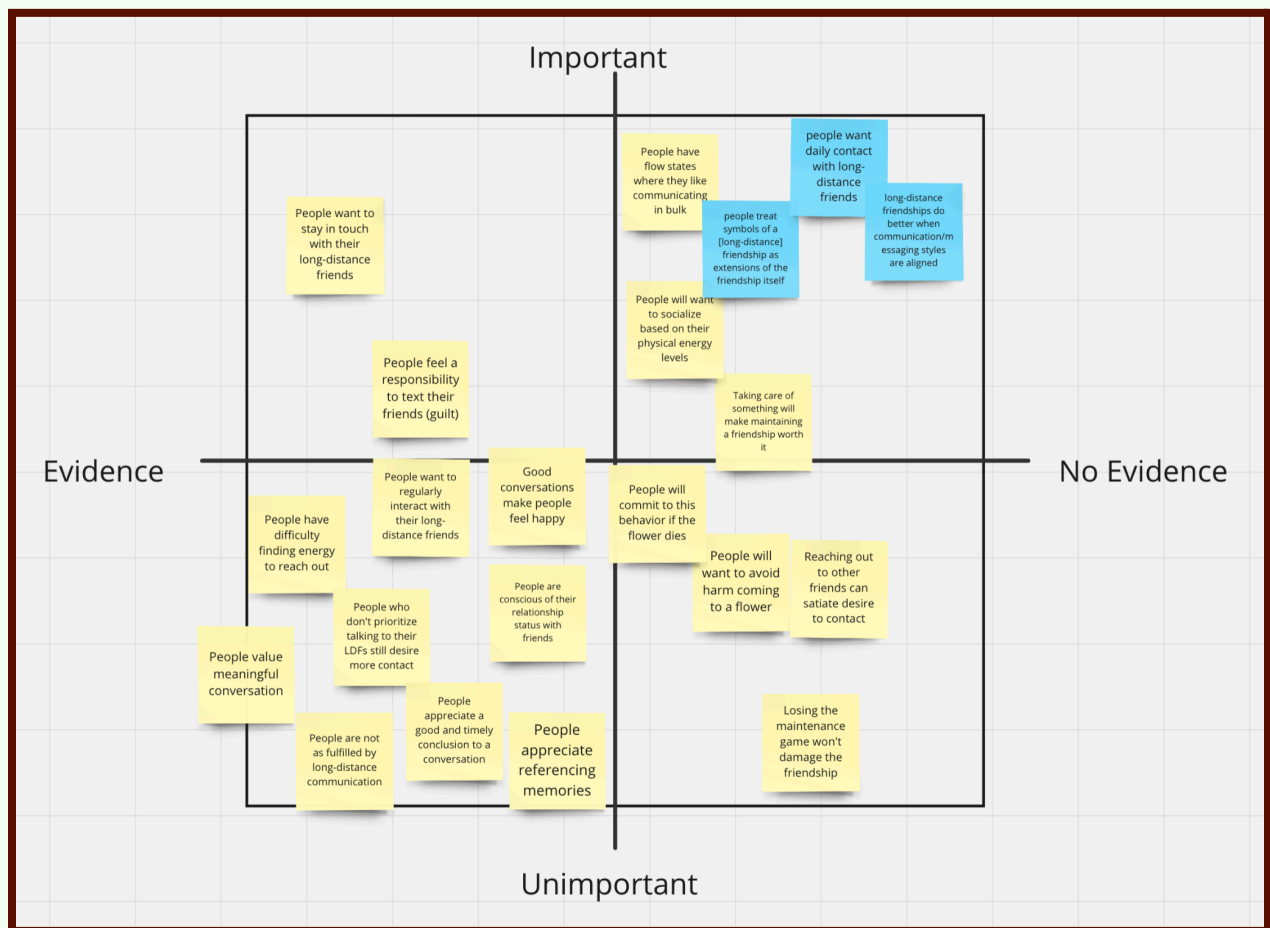 Important
People have
flow states
where they like
communicating
in bulk
people want
daily contact
with long-
distance
friends
long-distance
friendships do
better when
communication/m
essaging styles
are aligned
people treat
symbols of a
[long-distance]
friendship as
extensions of the
friendship itself
People want to
stay in touch
with their
long-distance
friends
People will want
to socialize
based on their
physical energy
levels
People feel a
responsibility
to text their
friends (guilt)
Taking care of
something will
make maintaining
a friendship worth
it
Evidence
No Evidence
People want to
regularly
interact with
their long-
distance friends
Good
conversations
make people
feel happy
People will
commit to this
behavior if the
flower dies
People have
difficulty
finding energy
to reach out
People will
want to avoid
harm coming
to a flower
Reaching out
to other
friends can
satiate desire
to contact
People are
conscious of their
relationship
status with
friends
People who
don't prioritize
talking to their
LDFs still desire
more contact
People value
meaningful
conversation
People
appreciate a
good and timely
conclusion to a
conversation
People are not
as fulfilled by
long-distance
communication
People
appreciate
referencing
memories
Losing the
maintenance
game won't
damage the
friendship
Unimportant